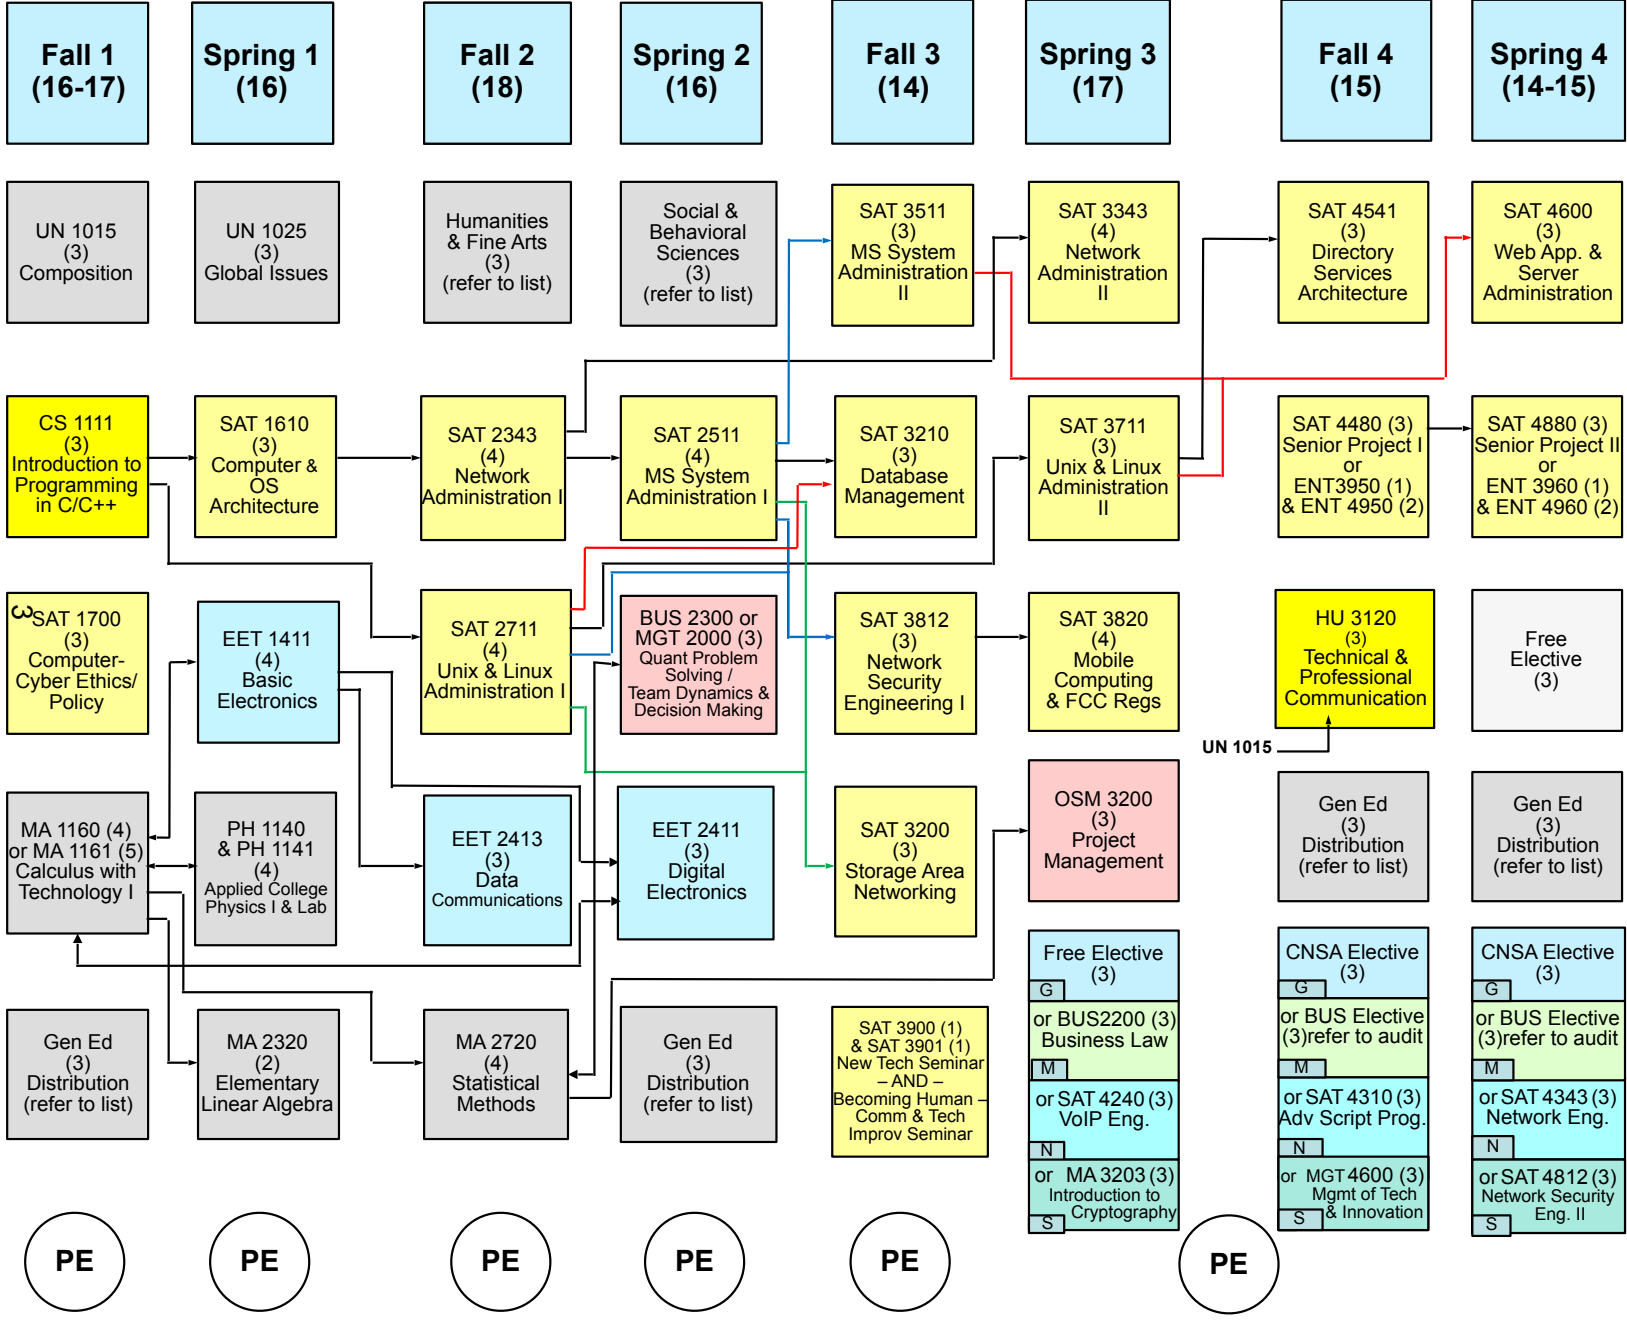 Fall 1
(16-17)
Spring 1
(16)
Fall 2
(18)
Spring 2
(16)
Fall 3
(14)
Spring 3
(17)
Fall 4
(15)
Spring 4
(14-15)
UN 1015
(3)
Composition
UN 1025
(3)
Global Issues
Humanities
& Fine Arts
(3)
(refer to list)
Social &
Behavioral
Sciences
(3)
(refer to list)
SAT 3511
(3)
MS System
Administration
II
SAT 3343
(4)
Network
Administration
II
SAT 4541
(3)
Directory
Services
Architecture
SAT 4600
(3)
Web App. &
Server
Administration
CS 1111
(3)
Introduction to
Programming
in C/C++
SAT 1610
(3)
Computer &
OS
Architecture
SAT 2343
(4)
Network
Administration I
SAT 2511
(4)
MS System
Administration I
SAT 3210
(3)
Database
Management
SAT 3711
(3)
Unix & Linux
Administration
II
SAT 4480 (3)
Senior Project I
or
ENT3950 (1)
& ENT 4950 (2)
SAT 4880 (3)
Senior Project II
or
ENT 3960 (1)
& ENT 4960 (2)
3
SAT 1700
(3)
Computer-
Cyber Ethics/
Policy
EET 1411
(4)
Basic
Electronics
SAT 2711
(4)
Unix & Linux
Administration I
BUS 2300 or
MGT 2000 (3)
Quant Problem
Solving /
Team Dynamics &
Decision Making
SAT 3812
(3)
Network
Security
Engineering I
SAT 3820
(4)
Mobile
Computing
& FCC Regs
HU 3120
(3)
Technical &
Professional
Communication
UN 1015
Free
Elective
(3)
MA 1160 (4)
or MA 1161 (5)
Calculus with
Technology I
PH 1140
& PH 1141
(4)
Applied College
Physics I & Lab
EET 2413
(3)
Data
Communications
EET 2411
(3)
Digital
Electronics
SAT 3200
(3)
Storage Area
Networking
OSM 3200
(3)
Project
Management
Gen Ed
(3)
Distribution
(refer to list)
Gen Ed
(3)
Distribution
(refer to list)
Gen Ed
(3)
Distribution
(refer to list)
MA 2320
(2)
Elementary
Linear Algebra
MA 2720
(4)
Statistical
Methods
Gen Ed
(3)
Distribution
(refer to list)
SAT 3900 (1)
& SAT 3901 (1)
New Tech Seminar
– AND –
Becoming Human –
Comm & Tech
Improv Seminar
Free Elective
(3)
G
or BUS2200 (3)
Business Law
M
or SAT 4240 (3)
VoIP Eng.
N
or MA 3203 (3)
Introduction to
Cryptography
S
CNSA Elective
(3)
G
or BUS Elective
(3)refer to audit
M
or SAT 4310 (3)
Adv Script Prog.
N
or MGT 4600 (3)
Mgmt of Tech
& Innovation
S
CNSA Elective
(3)
G
or BUS Elective
(3)refer to audit
M
or SAT 4343 (3)
Network Eng.
N
or SAT 4812 (3)
Network Security
Eng. II
S
PE
PE
PE
PE
PE
PE